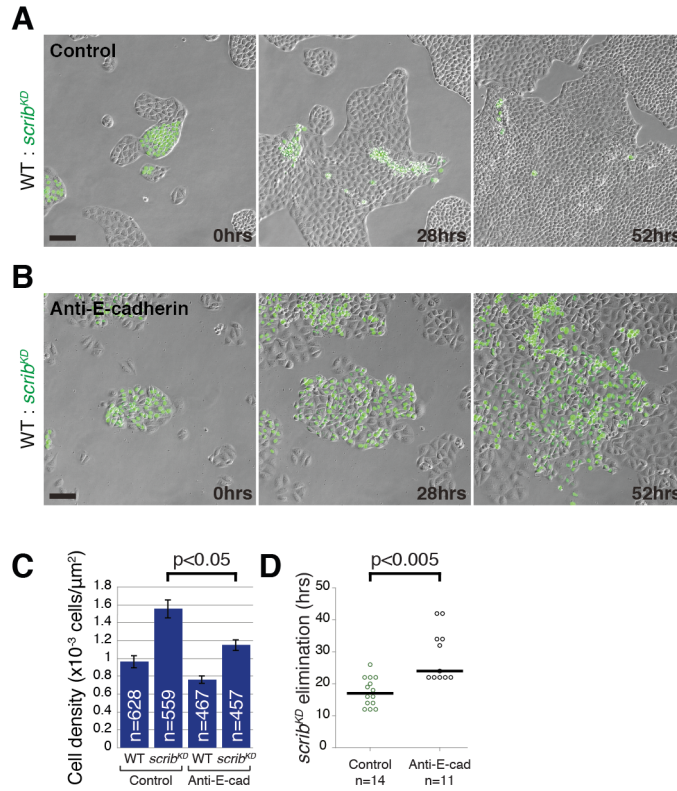 A
Control
WT : scribKD
0hrs
28hrs
52hrs
B
Anti-E-cadherin
WT : scribKD
0hrs
28hrs
52hrs
C
p<0.05
Cell density (x10-3 cells/µm2)
1.8
1.6
1.4
1.2
1
0.8
0.6
0.4
0.2
0
n=628
n=559
n=467
n=457
WT scribKD WT scribKD
Control Anti-E-cad
D
p<0.005
scribKD elimination (hrs)
50
40
30
20
10
0
Control Anti-E-cad
n=14 n=11